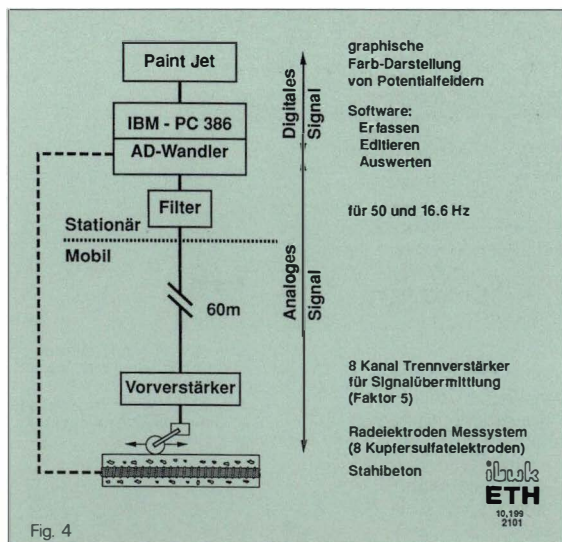 Paint Jet
IBM - PC 386
AD-Wandler
Filter
Stationär
Mobil
60m
Vorverstärker
Digitales
Signal
Analoges
Signal
graphische
Farb-Darstellung
von Potentialfeldern
Software:
Erfassen
Editieren
Auswerten
für 50 und 16.6 Hz
8 Kanal Trennverstärker
für Signalübermittlung
(Faktor 5)
Radelektroden Messystem
(8 Kupfersulfatelektroden)
Stahlbeton
ibwk
ETH
10,199
2101
Fig. 4